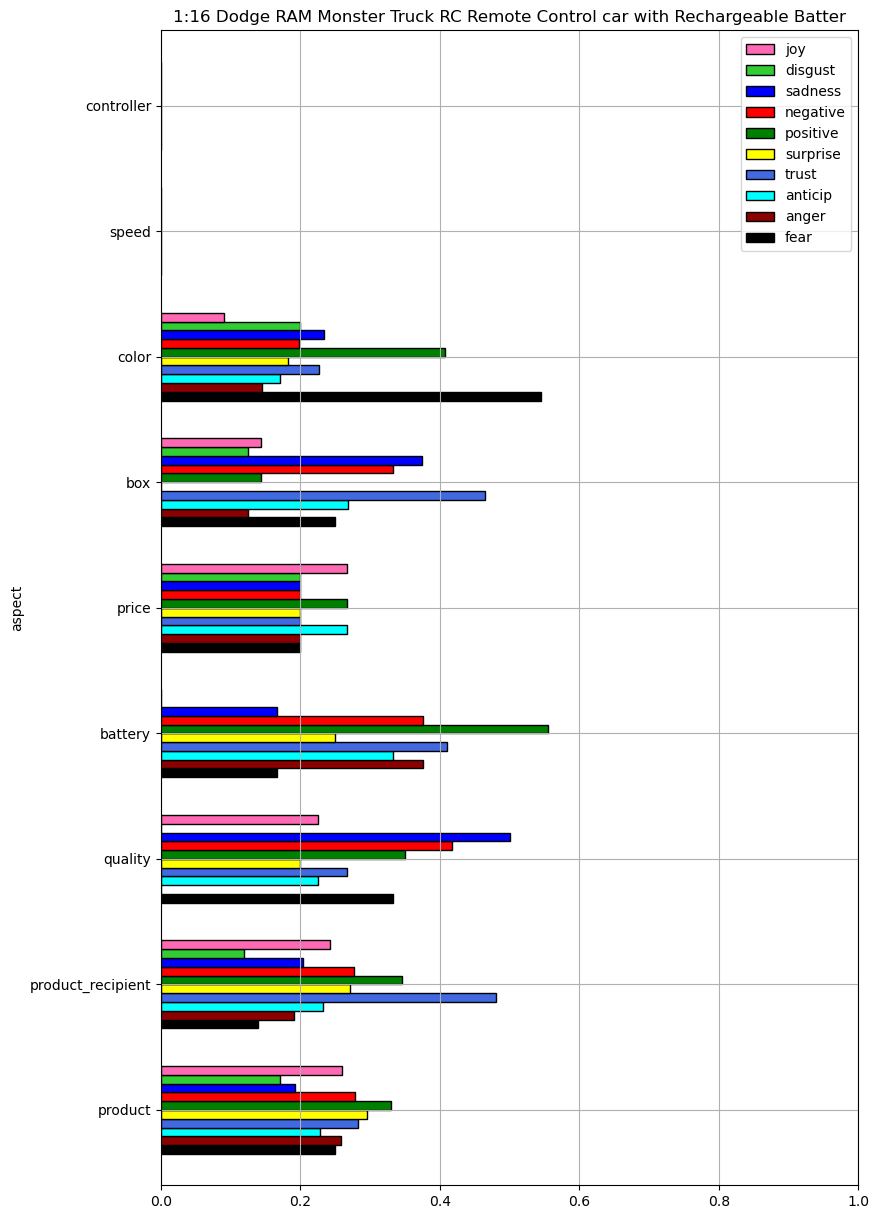 1:16 Dodge RAM Monster Truck RC Remote Control car with Rechargeable Batter
joy
disgust
sadness
negative
positive
surprise
trust
anticip
anger
fear
controller
speed
color
box
price
battery
quality
product_recipient
product
aspect
0.0 0.2 0.4 0.6 0.8 1.0